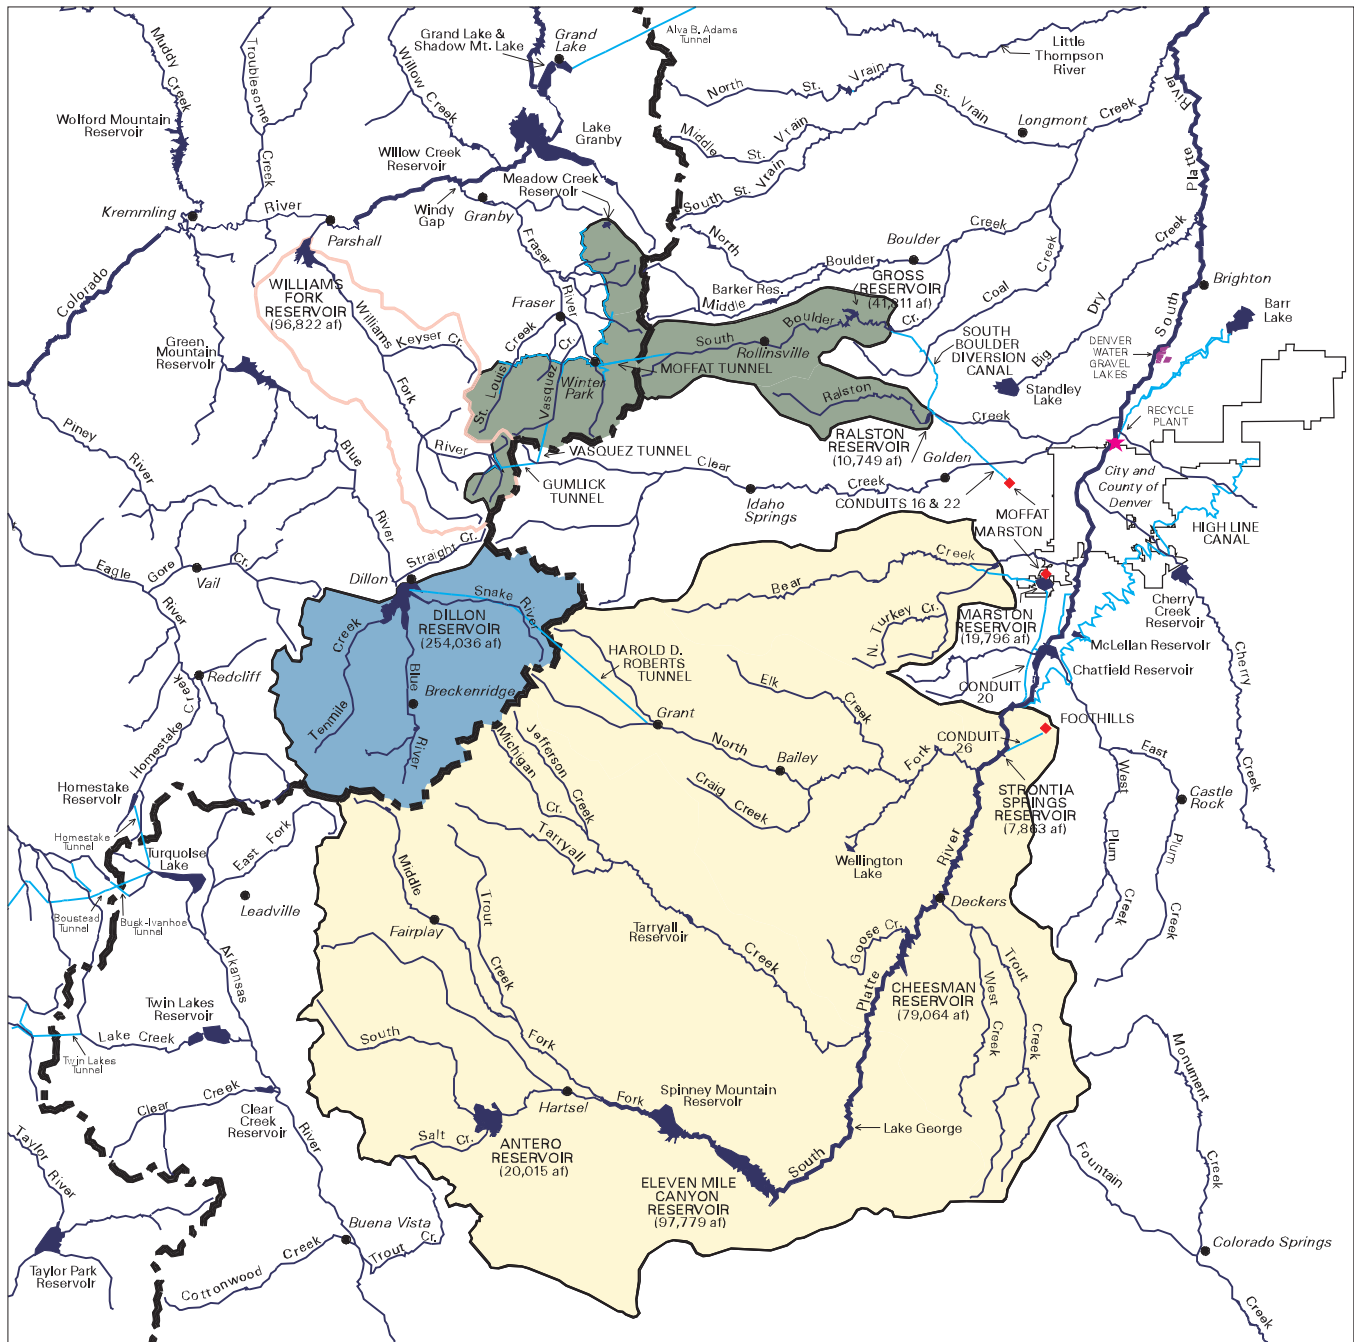 Muddy Creek
Troublesome
Creek
Willow Creek
Grand Lake &
Shadow Mt. Lake
Grand
Lake
Alva B. Adams
Tunnel
Little
Thompson
River
River
Wolford Mountain
Reservoir
North
St.
Vrain
St. Vrain
Creek
Longmont
Middle
St. Vrain
South St. Vrain
Lake
Granby
Willow Creek
Reservoir
Meadow Creek
Reservoir
Windy
Gap
Granby
Kremmling
River
Parshall
Colorado
Platte
South
Fraser
River
North
Boulder
Creek
Boulder
Barker Res.
Middle
GROSS
RESERVOIR
(41,811 af)
Coal
Creek
Big
Dry
Creek
Brighton
Barr
Lake
WILLIAMS
FORK
RESERVOIR
(96,822 af)
Williams
Fork
River
Keyser Cr.
Fraser
Creek
St. Louis
Vasquez
Cr.
Winter
Park
South
Boulder
Cr.
Rollinsville
MOFFAT TUNNEL
SOUTH
BOULDER
DIVERSION
CANAL
DENVER
WATER
GRAVEL
LAKES
Standley
Lake
Green
Mountain
Reservoir
Ralston
Creek
RALSTON
RESERVOIR
(10,749 af)
RECYCLE
PLANT
Piney
River
Blue
River
VASQUEZ TUNNEL
GUMLICK
TUNNEL
Clear
Creek
Golden
Idaho
Springs
CONDUITS 16 & 22
MOFFAT
MARSTON
City and
County of
Denver
HIGH LINE
CANAL
Straight Cr.
Eagle
River
Gore
Cr.
Vail
Dillon
Snake
River
DILLON
RESERVOIR
(254,036 af)
Tenmile
Creek
Blue
River
Breckenridge
HAROLD D.
ROBERTS
TUNNEL
Bear
Creek
N. Turkey Cr.
MARSTON
RESERVOIR
(19,796 af)
Cherry
Creek
Reservoir
McLellan Reservoir
Chatfield Reservoir
Cherry
Creek
CONDUIT
20
Redcliff
Homestake
Creek
Homestake
Reservoir
Homestake
Tunnel
Elk
Creek
Grant
North
Bailey
Fork
Craig
Creek
CONDUIT
26
FOOTHILLS
STRONTIA
SPRINGS
RESERVOIR
(7,863 af)
East
West
Plum
Creek
Plum
Creek
Castle
Rock
Jefferson
Creek
Michigan
Cr.
Tarryall
Turquoise
Lake
East Fork
Leadville
Boustead
Tunnel
Busk-Ivanhoe
Tunnel
Wellington
Lake
River
Deckers
Middle
Trout
Creek
Fairplay
Tarryall
Reservoir
Creek
Goose Cr.
Platte
CHEESMAN
RESERVOIR
(79,064 af)
West
Creek
Trout
Creek
Arkansas
River
Twin Lakes
Reservoir
Lake Creek
Twin Lakes
Tunnel
South
Fork
Hartsel
Fork
Spinney Mountain
Reservoir
Clear
Creek
Clear
Creek
Reservoir
Salt Cr.
ANTERO
RESERVOIR
(20,015 af)
ELEVEN MILE
CANYON
RESERVOIR
(97,779 af)
South
Lake George
Monument
Creek
Fountain
Creek
Colorado Springs
Taylor
River
Taylor Park
Reservoir
Buena Vista
Trout
Cr.
Cottonwood
Creek